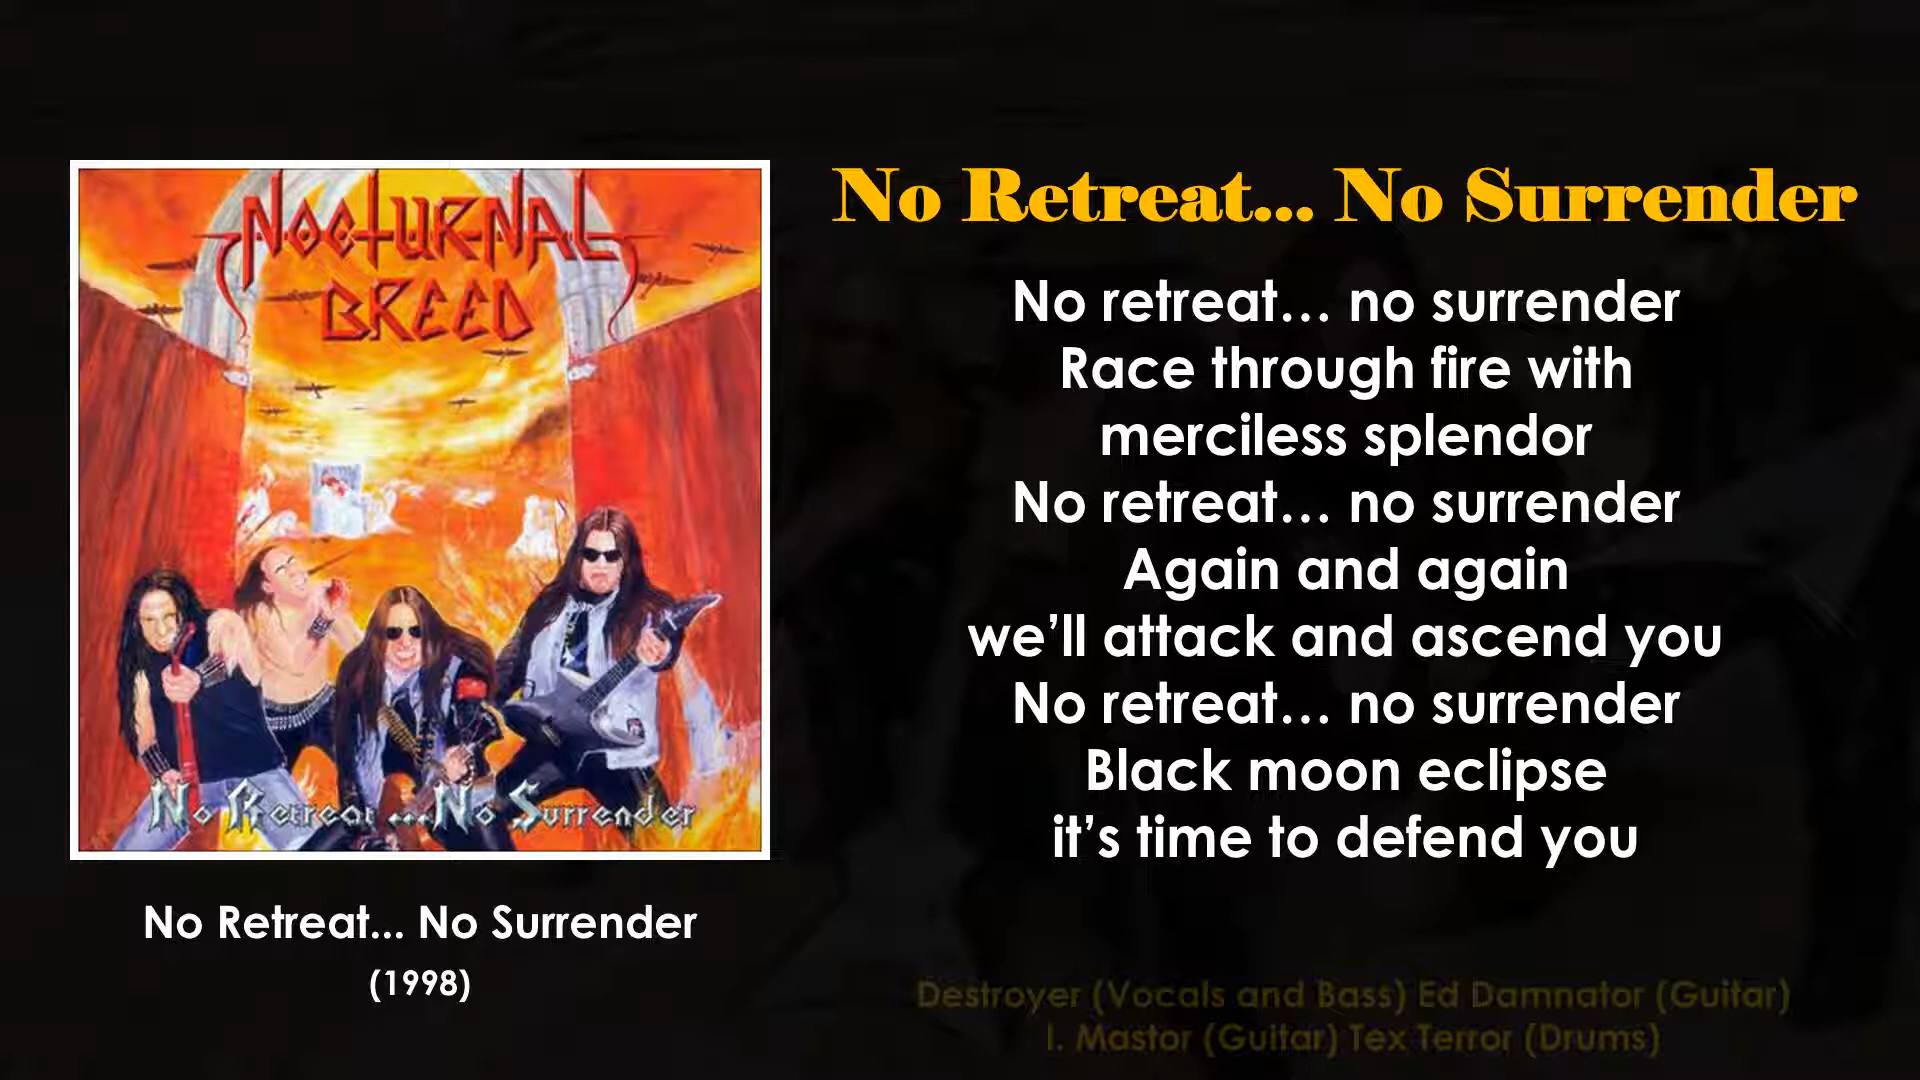 NOCTURNAL
BREED
No Retreat ...No Surrender
No Retreat... No Surrender
(1998)
No Retreat... No Surrender
No retreat… no surrender
Race through fire with
merciless splendor
No retreat… no surrender
Again and again
we’ll attack and ascend you
No retreat… no surrender
Black moon eclipse
it’s time to defend you
Destroyer (Vocals and Bass) Ed Damnator (Guitar)
I. Mastor (Guitar) Tex Terror (Drums)